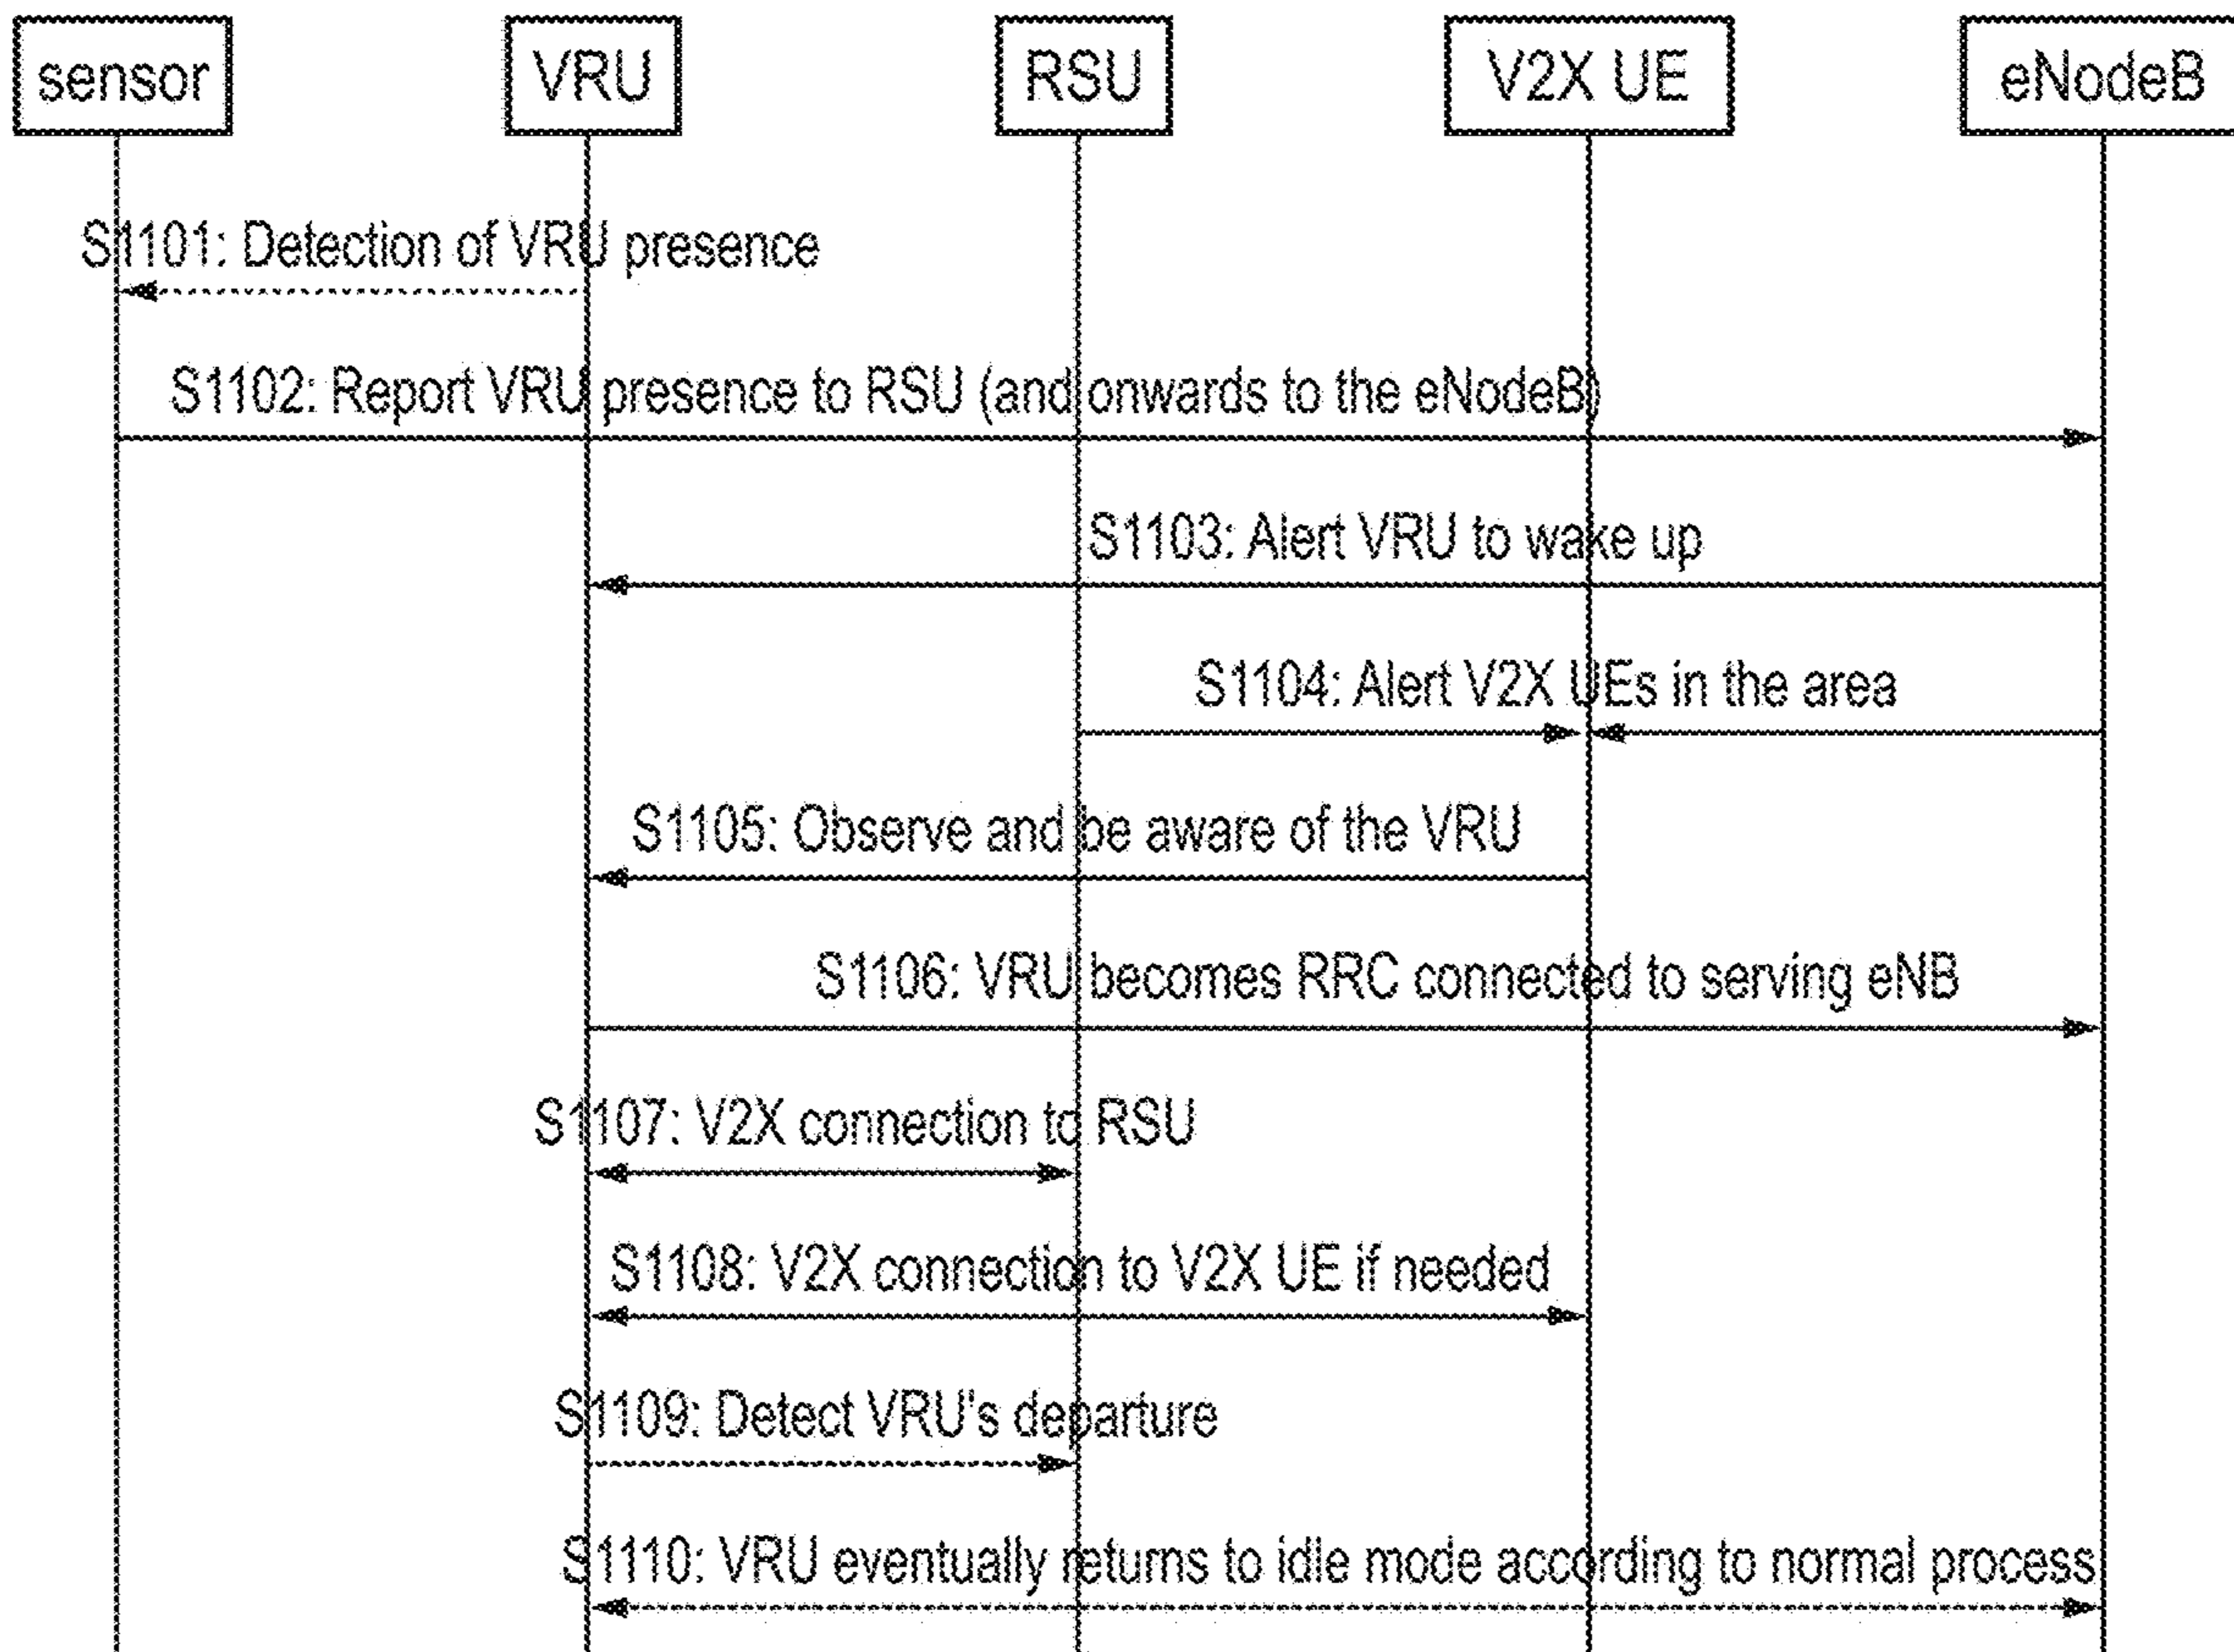 sensor
VRU
RSU
V2X UE
eNodeB
S1101: Detection of VRU presence
S1102: Report VRU presence to RSU (and onwards to the eNodeB)
S1103: Alert VRU to wake up
S1104: Alert V2X UEs in the area
S1105: Observe and be aware of the VRU
S1106: VRU becomes RRC connected to serving eNB
S1107: V2X connection to RSU
S1108: V2X connection to V2X UE if needed
S1109: Detect VRU's departure
S1110: VRU eventually returns to idle mode according to normal process